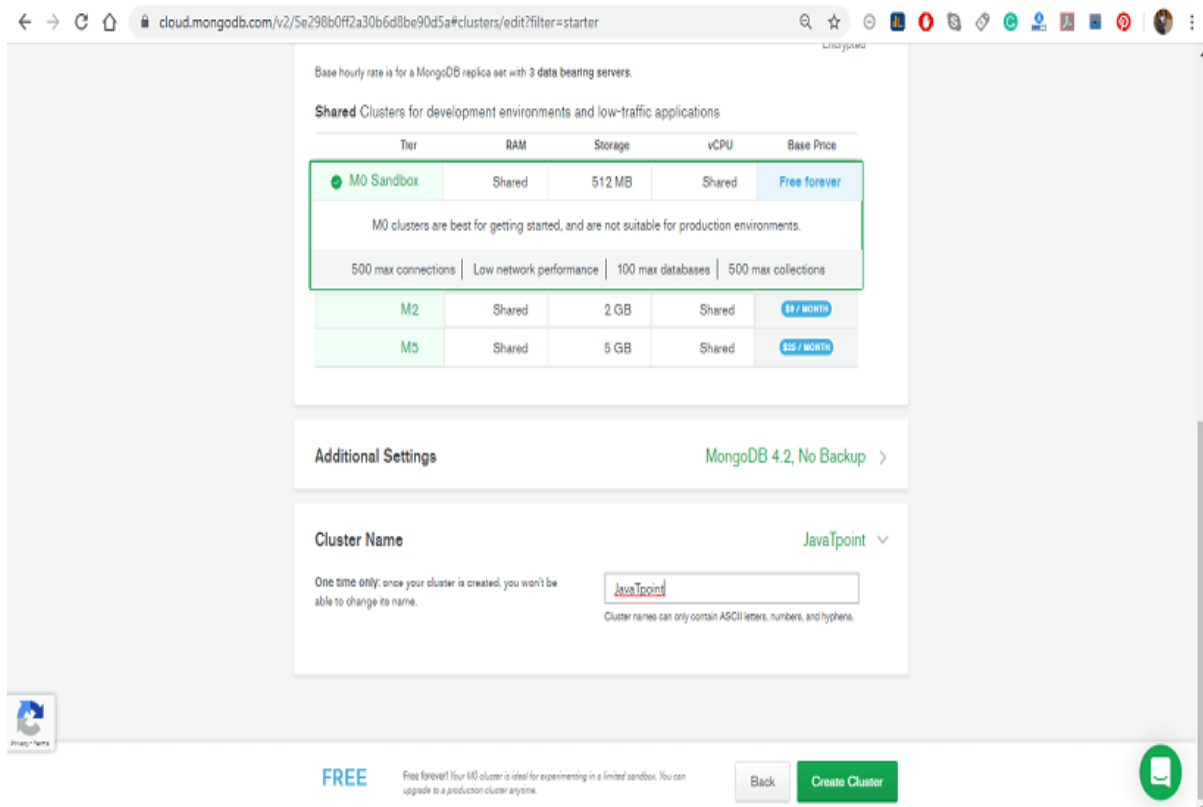 cloud.mongodb.com/v2/5e298b0ff2a30b6d8be90d5a#clusters/edit?filter=starter
Encrypted
Base hourly rate is for a MongoDB replica set with 3 data bearing servers.
Shared Clusters for development environments and low-traffic applications
Tier RAM Storage vCPU Base Price
M0 Sandbox Shared 512 MB Shared Free forever
M0 clusters are best for getting started, and are not suitable for production environments.
500 max connections | Low network performance | 100 max databases | 500 max collections
M2 Shared 2 GB Shared $9 / MONTH
M5 Shared 5 GB Shared $25 / MONTH
Additional Settings MongoDB 4.2, No Backup
Cluster Name JavaTpoint
One time only: once your cluster is created, you won't be
able to change its name.
JavaTpoint
Cluster names can only contain ASCII letters, numbers, and hyphens.
Privacy • Terms
FREE
Free forever! Your M0 cluster is ideal for experimenting in a limited sandbox. You can
upgrade to a production cluster anytime.
Back Create Cluster